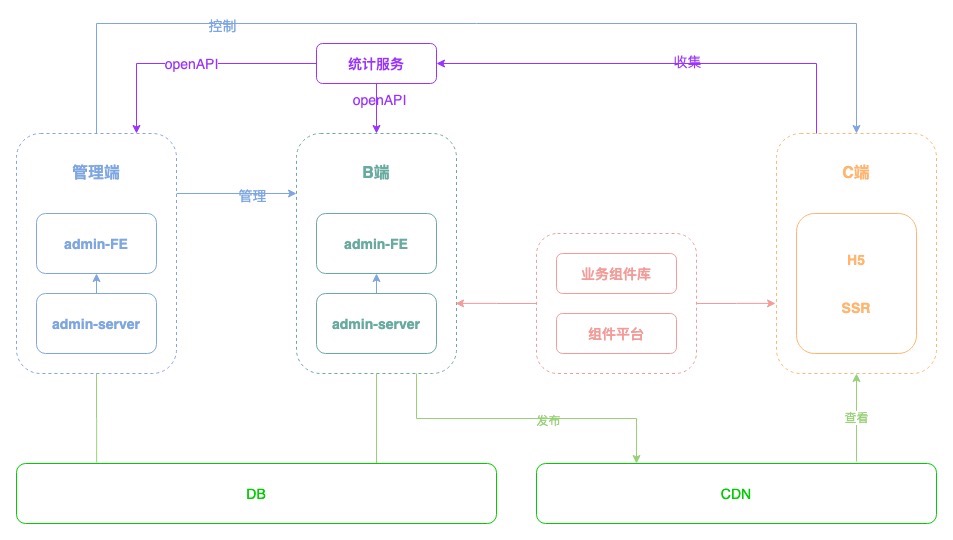 控制
openAPI
统计服务
收集
openAPI
管理端
B端
C端
管理
admin-FE
admin-FE
业务组件库
H5
admin-server
admin-server
组件平台
SSR
发布
查看
DB
CDN